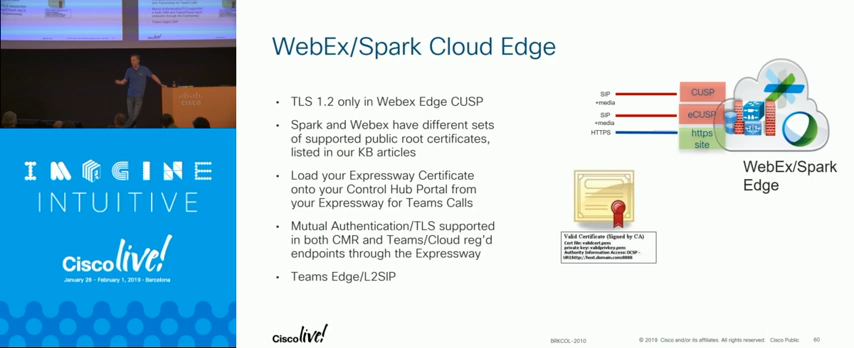 cisco
IMAGINE
INTUITIVE
Cisco live!
January 28 - February 1, 2019 - Barcelona
WebEx/Spark Cloud Edge
· TLS 1.2 only in Webex Edge CUSP
· Spark and Webex have different sets
of supported public root certificates,
listed in our KB articles
· Load your Expressway Certificate
onto your Control Hub Portal from
your Expressway for Teams Calls
· Mutual Authentication/TLS supported
in both CMR and Teams/Cloud reg'd
endpoints through the Expressway
· Teams Edge/L2SIP
SIP
+media
SIP
+media
HTTPS
CUSP
eCUSP
https
site
WebEx/Spark
Edge
Valid Certificate (Signed by CA)
Cert file: validcert.pem
private key: validprivkey.pem
Authority Information Access OCSP -
URI:http://host.domain.com:8888
Cisco live!
BRKCOL-2010
© 2019 Cisco and/or its affiliates. All rights reserved. Cisco Public
60